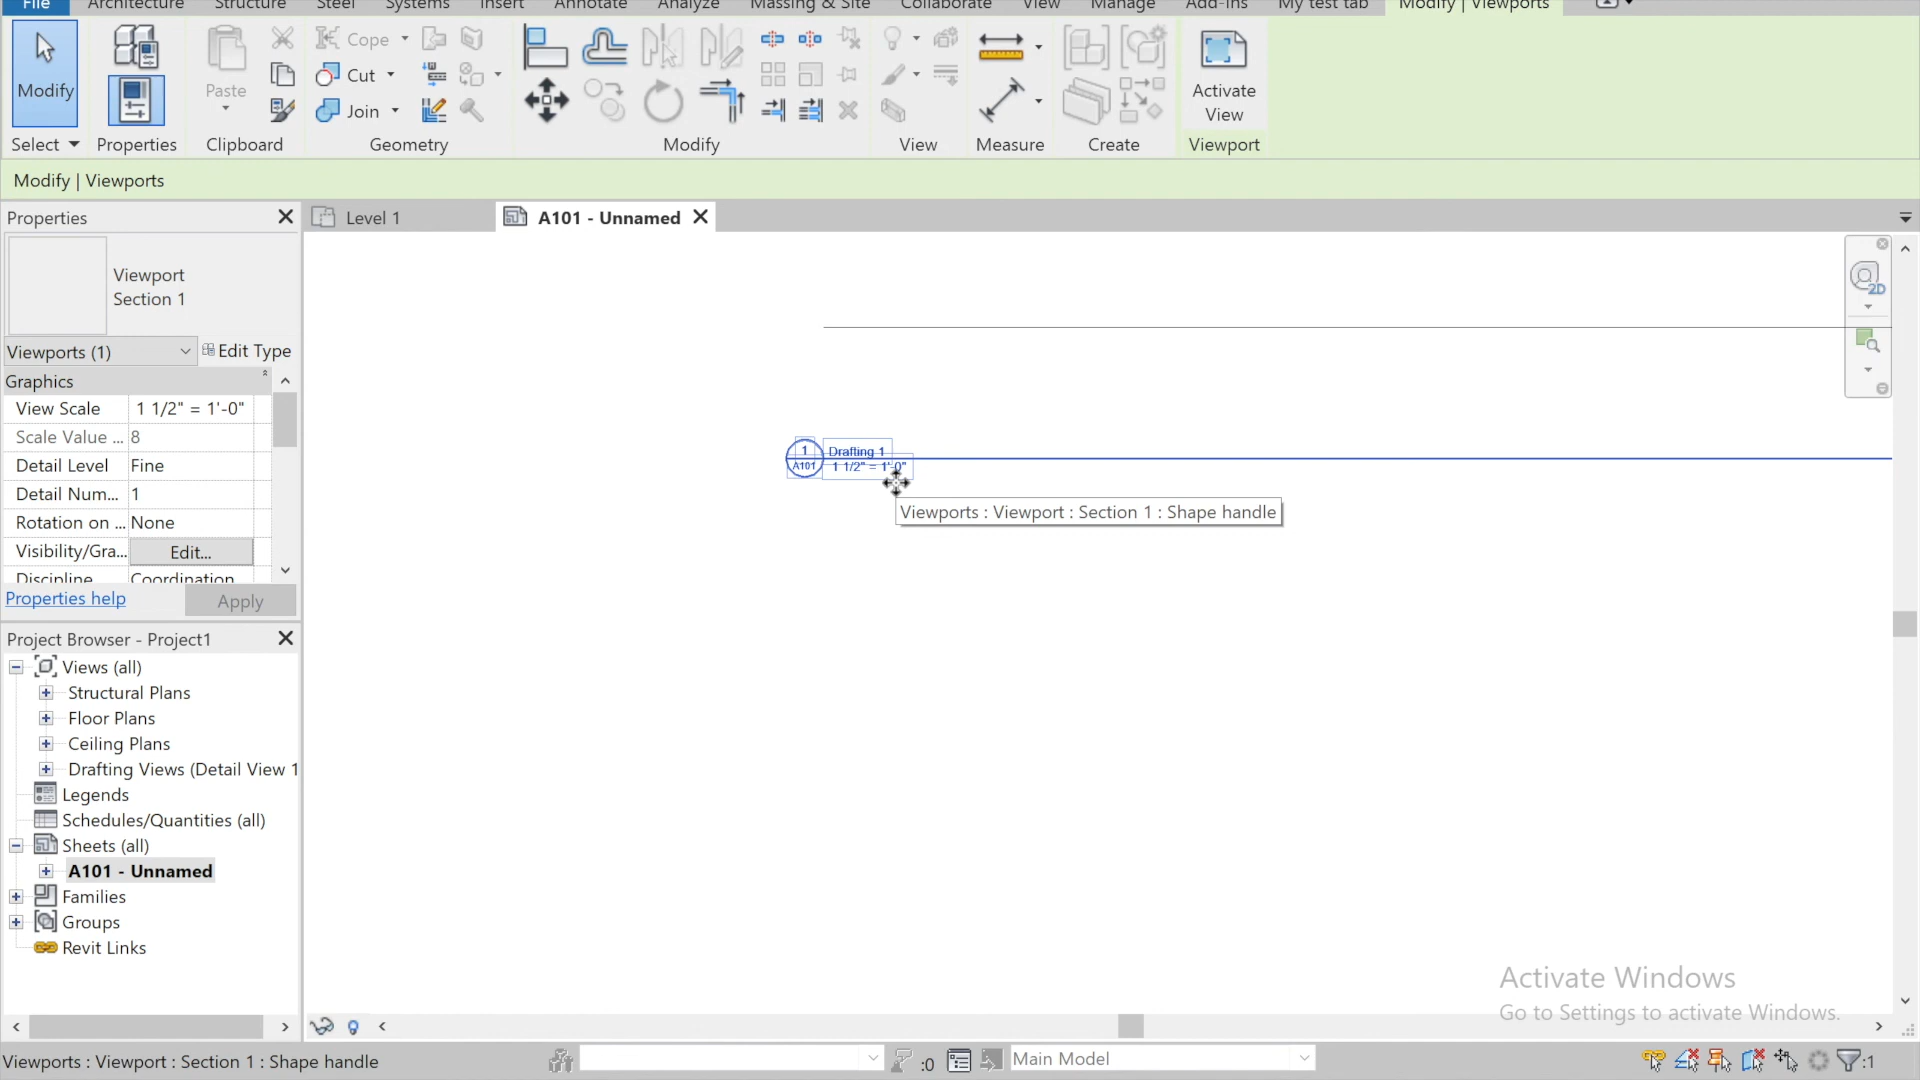 File Architecture Structure Steel Systems Insert Annotate Analyze Massing & Site Collaborate View Manage Add-Ins My test tab Modify | Viewports
Modify
Select
Properties
Paste
Clipboard
Cope
Cut
Join
Geometry
Modify
View
Measure
Create
Activate
View
Viewport
Modify | Viewports
Properties
Level 1
A101 - Unnamed
Viewport
Section 1
Viewports (1)
Edit Type
Graphics
View Scale 1 1/2" = 1'-0"
Scale Value ... 8
Detail Level Fine
Detail Num... 1
Rotation on ... None
Visibility/Gra... Edit...
Discipline Coordination
Properties help
Apply
2D
1
A101
Drafting 1
1 1/2" = 1'-0"
Viewports : Viewport : Section 1 : Shape handle
Project Browser - Project1
Views (all)
Structural Plans
Floor Plans
Ceiling Plans
Drafting Views (Detail View 1
Legends
Schedules/Quantities (all)
Sheets (all)
A101 - Unnamed
Families
Groups
Revit Links
Activate Windows
Go to Settings to activate Windows.
Viewports : Viewport : Section 1 : Shape handle
:0
Main Model
:1